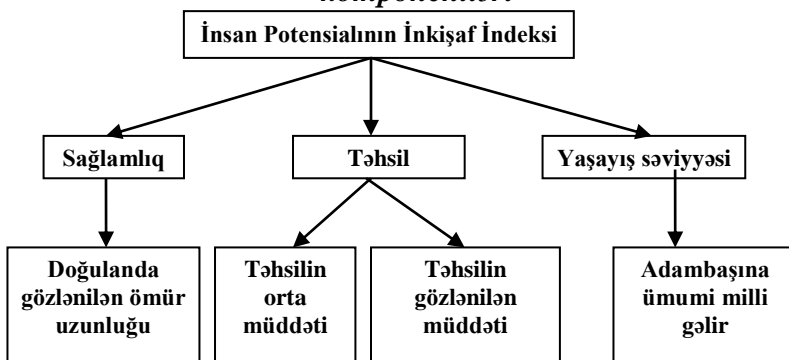 komponentləri
İnsan Potensialının İnkişaf İndeksi
Sağlamlıq
Təhsil
Yaşayış səviyyəsi
Doğulanda
gözlənilən ömür
uzunluğu
Təhsilin
orta
müddəti
Təhsilin
gözlənilən
müddəti
Adambaşına
ümumi milli
gəlir